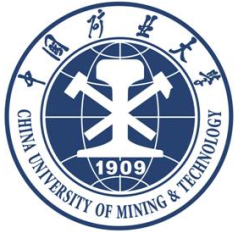 中国矿业大学
1909
CHINA UNIVERSITY OF MINING & TECHNOLOGY